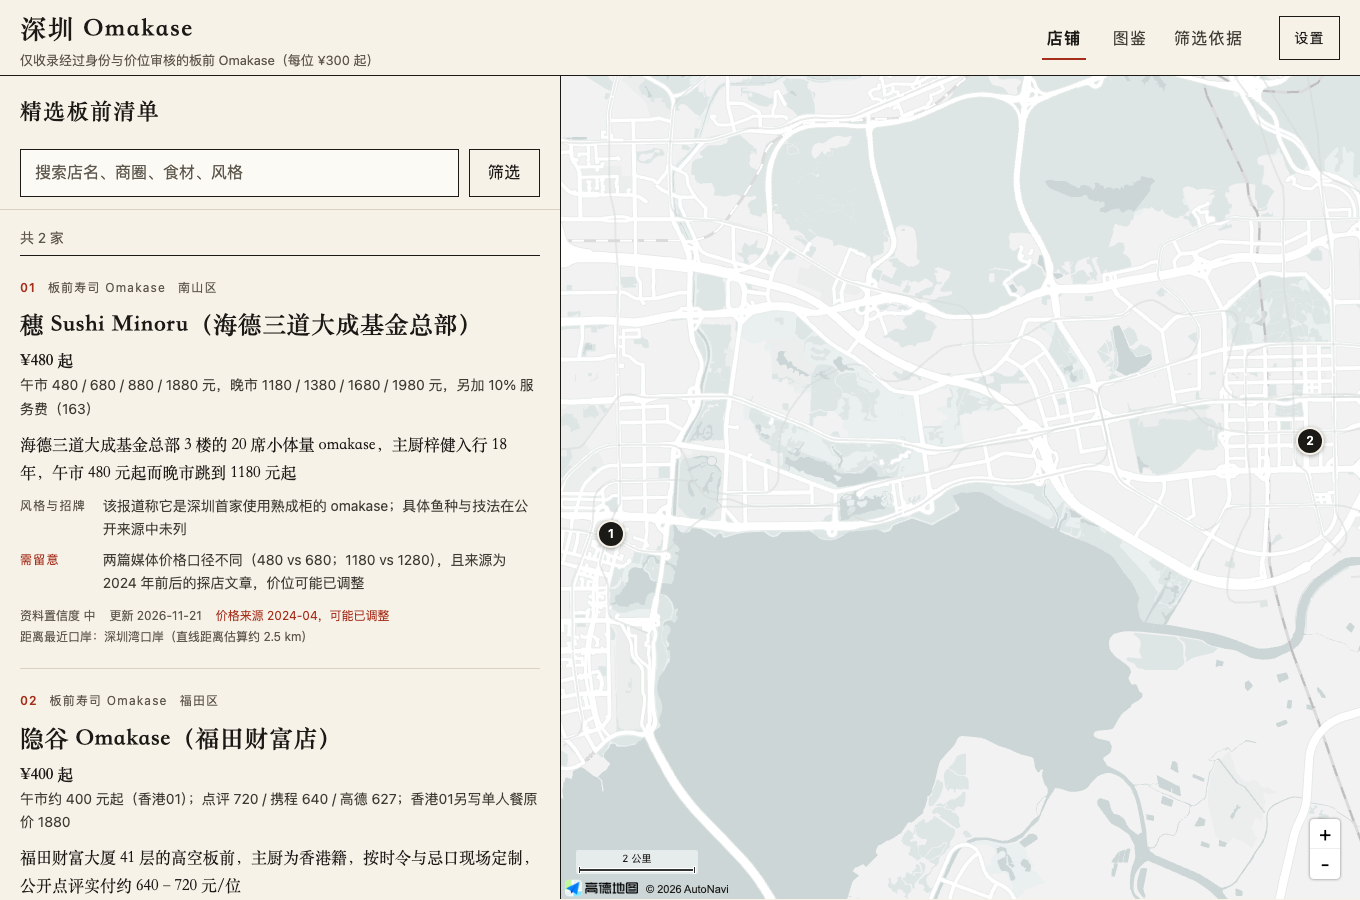 深圳 Omakase
仅收录经过身份与价位审核的板前 Omakase（每位 ¥300 起）
店铺
图鉴
筛选依据
设置
精选板前清单
搜索店名、商圈、食材、风格
筛选
共 2 家
01 板前寿司 Omakase 南山区
穗 Sushi Minoru（海德三道大成基金总部）
¥480 起
午市 480 / 680 / 880 / 1880 元，晚市 1180 / 1380 / 1680 / 1980 元，另加 10% 服
务费（163）
海德三道大成基金总部 3 楼的 20 席小体量 omakase，主厨梓健入行 18
年，午市 480 元起而晚市跳到 1180 元起
风格与招牌 该报道称它是深圳首家使用熟成柜的 omakase；具体鱼种与技法在公
开来源中未列
需留意 两篇媒体价格口径不同（480 vs 680；1180 vs 1280），且来源为
2024 年前后的探店文章，价位可能已调整
资料置信度 中 更新 2026-11-21 价格来源 2024-04，可能已调整
距离最近口岸：深圳湾口岸（直线距离估算约 2.5 km）
02 板前寿司 Omakase 福田区
隐谷 Omakase（福田财富店）
¥400 起
午市约 400 元起（香港01）；点评 720 / 携程 640 / 高德 627；香港01另写单人餐原
价 1880
福田财富大厦 41 层的高空板前，主厨为香港籍，按时令与忌口现场定制，
公开点评实付约 640 – 720 元/位
2
1
+
-
2 公里
高德地图 © 2026 AutoNavi